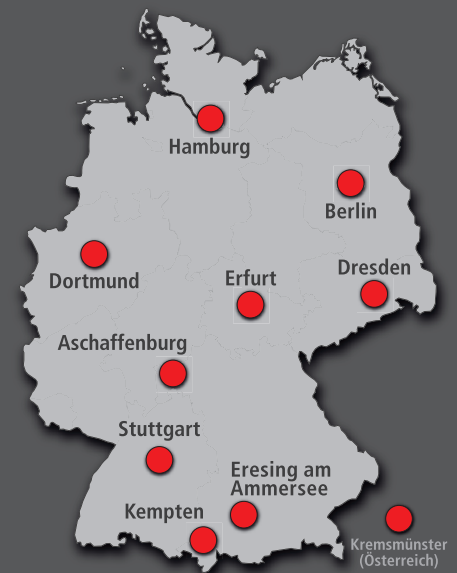 Hamburg
Berlin
Dortmund
Erfurt
Dresden
Aschaffenburg
Stuttgart
Eresing am
Ammersee
Kempten
Kremsmünster
(Österreich)